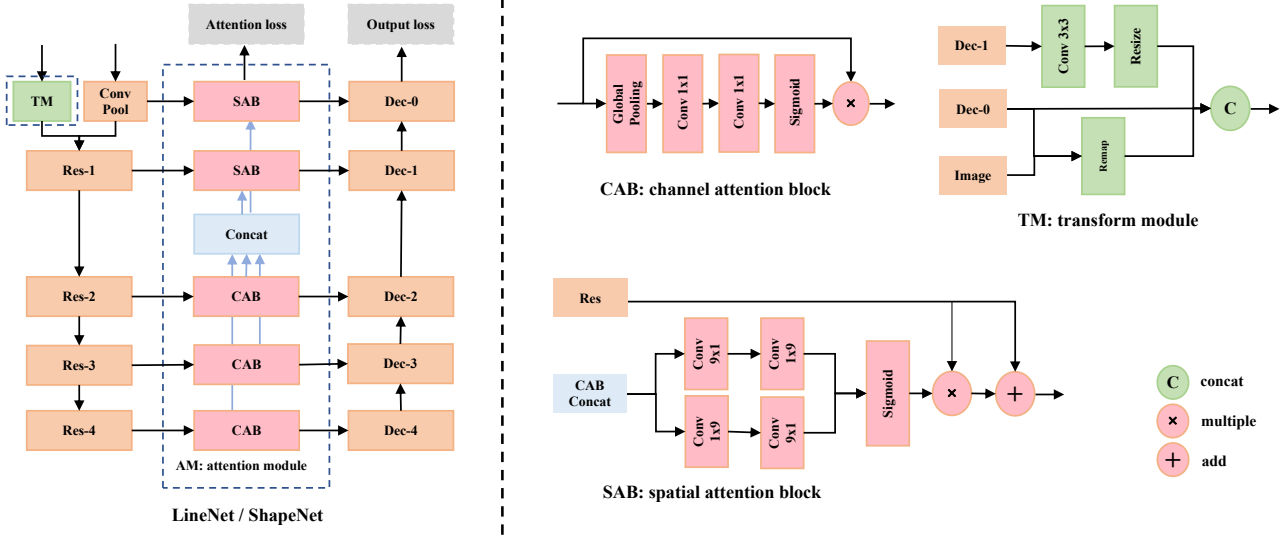 Attention loss
Output loss
TM
Conv
Pool
SAB
Dec-0
Res-1
SAB
Dec-1
Concat
Res-2
CAB
Dec-2
Res-3
CAB
Dec-3
Res-4
CAB
Dec-4
AM: attention module
LineNet / ShapeNet
Global
Pooling
Conv 1x1
Conv 1x1
Sigmoid
×
CAB: channel attention block
Dec-1
Conv 3x3
Resize
Dec-0
C
Image
Remap
TM: transform module
Res
CAB
Concat
Conv
9x1
Conv
1x9
Conv
1x9
Conv
9x1
Sigmoid
×
+
SAB: spatial attention block
C concat
× multiple
+ add